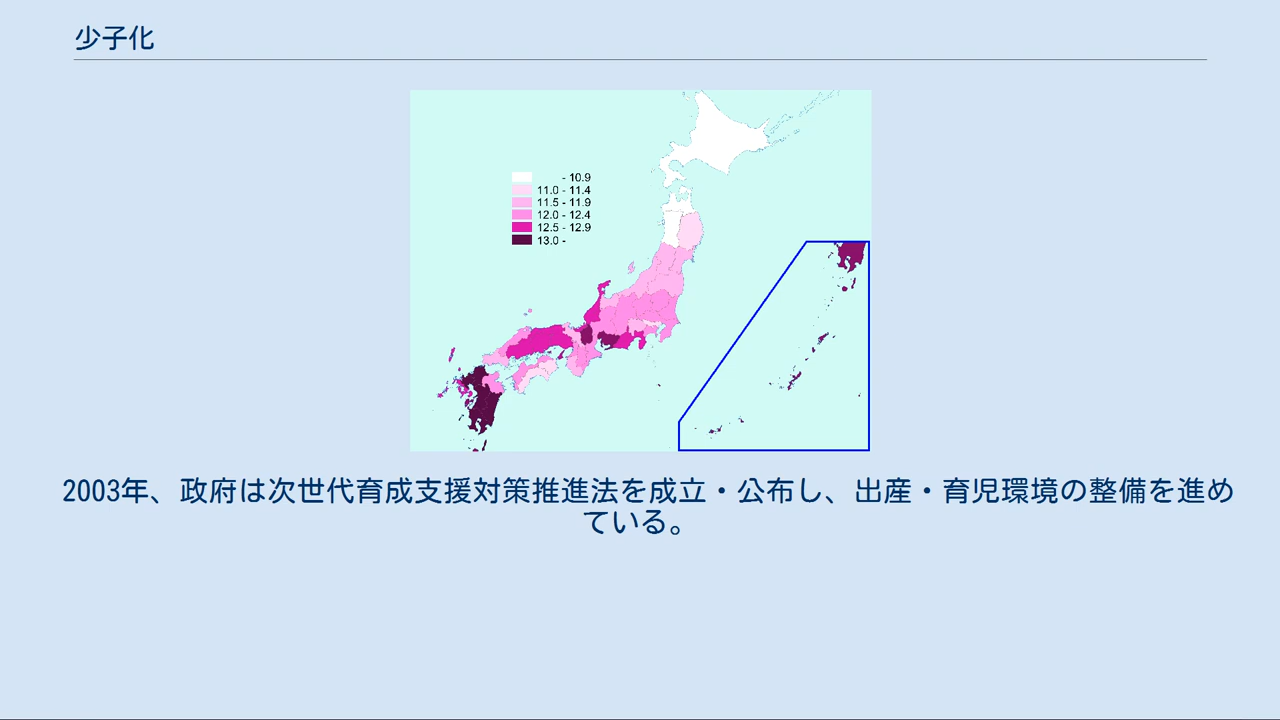 少子化
- 10.9
11.0 - 11.4
11.5 - 11.9
12.0 - 12.4
12.5 - 12.9
13.0 -
2003年、政府は次世代育成支援対策推進法を成立・公布し、出産・育児環境の整備を進め
ている。